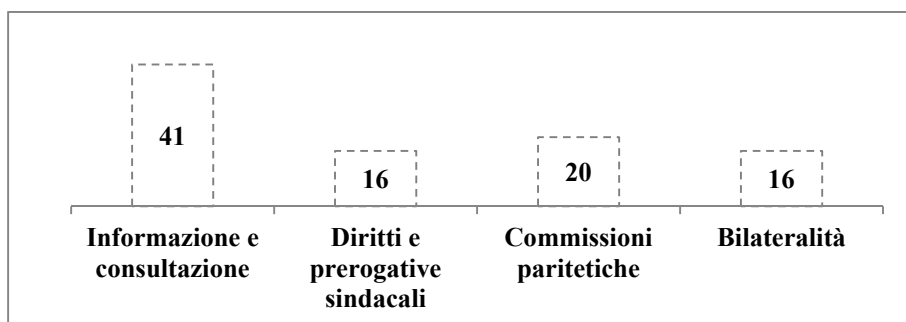 41
16
20
16
Informazione e
consultazione
Diritti e
prerogative
sindacali
Commissioni
paritetiche
Bilateralità